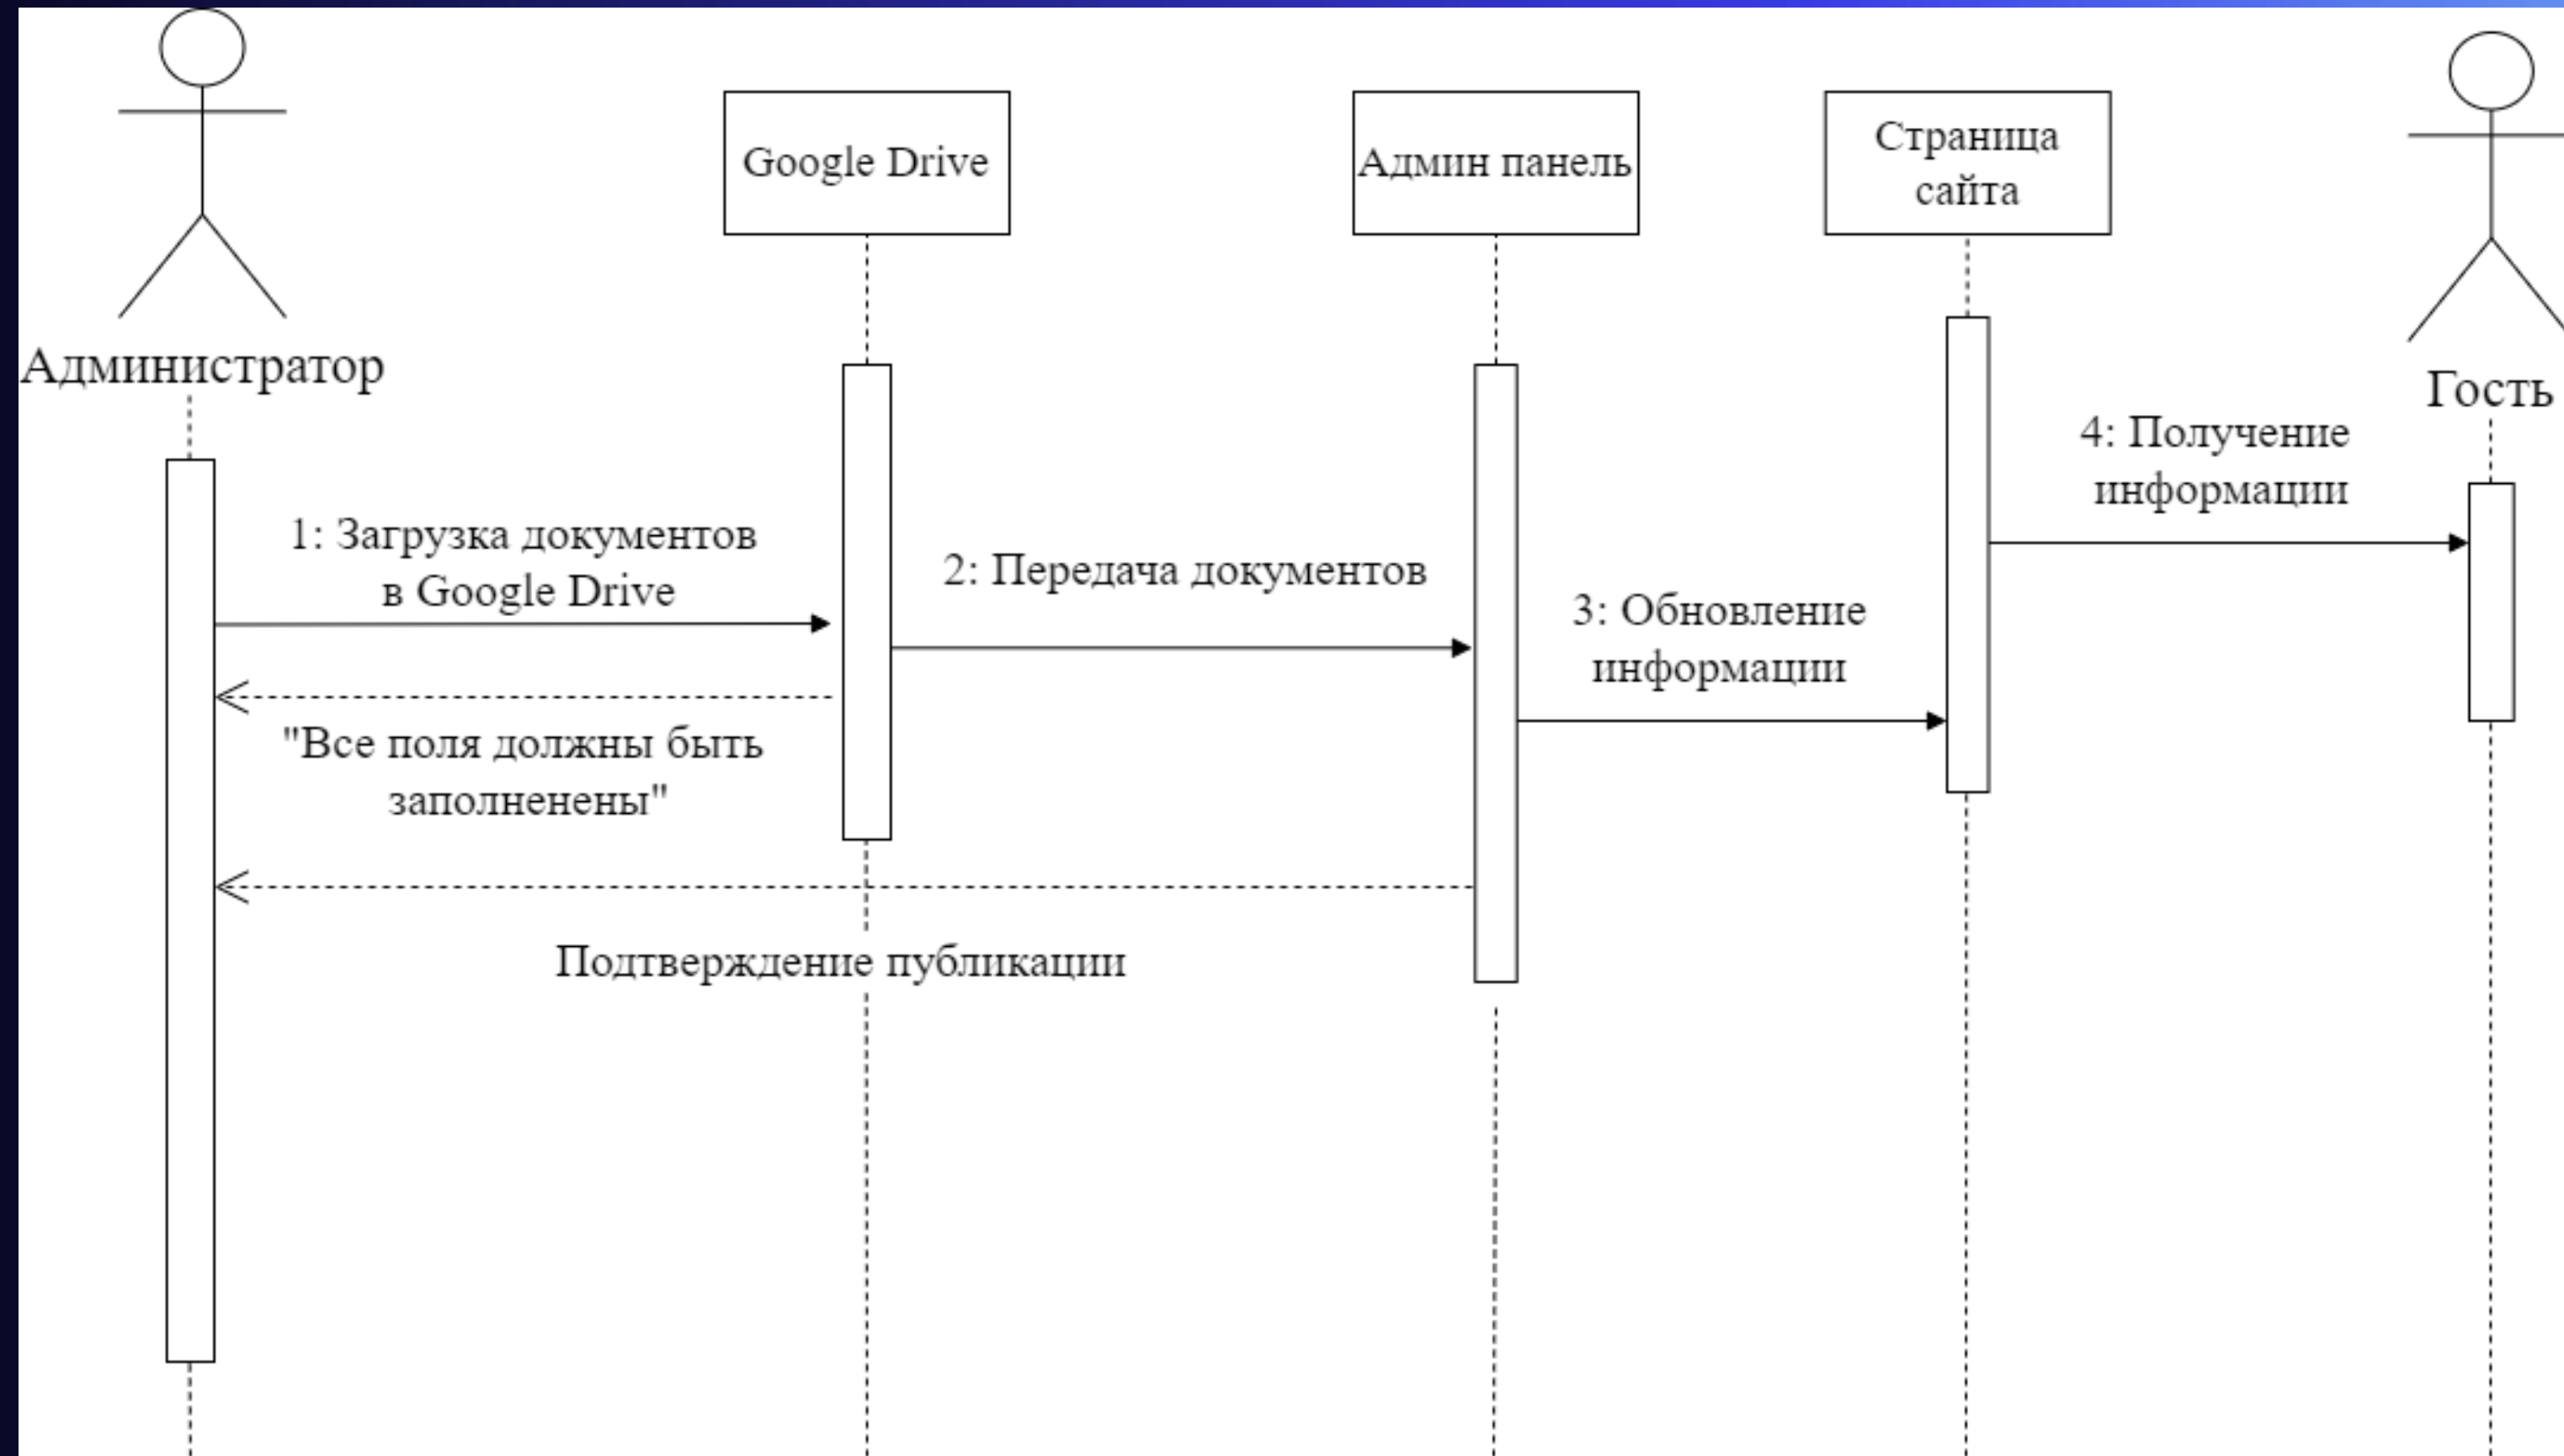 Google Drive
Админ панель
Страница
сайта
Администратор
Гость
4: Получение
информации
1: Загрузка документов
в Google Drive
2: Передача документов
3: Обновление
информации
"Все поля должны быть
заполненены"
Подтверждение публикации